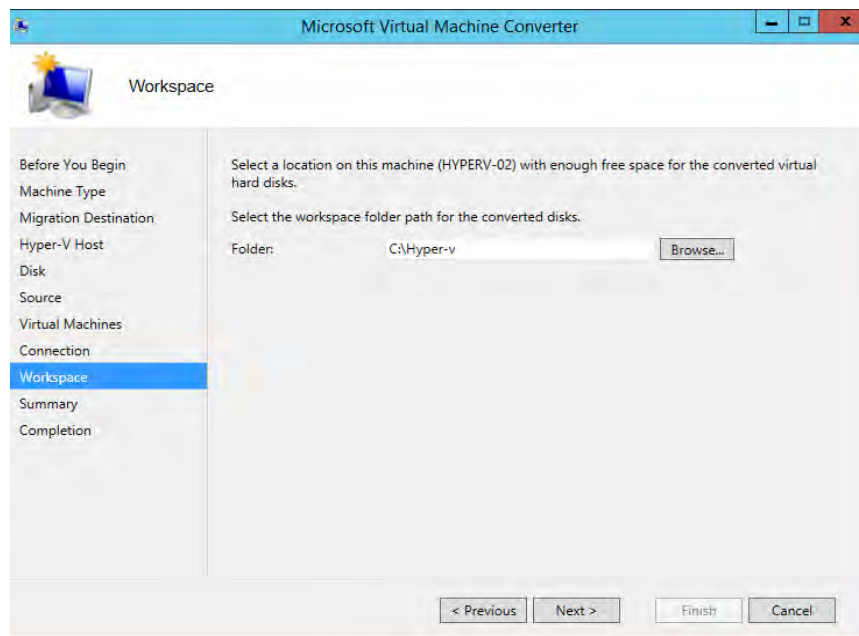 Microsoft Virtual Machine Converter
Workspace
Before You Begin
Machine Type
Migration Destination
Hyper-V Host
Disk
Source
Virtual Machines
Connection
Workspace
Summary
Completion
Select a location on this machine (HYPERV-02) with enough free space for the converted virtual
hard disks.
Select the workspace folder path for the converted disks.
Folder: C:\Hyper-v Browse...
< Previous Next > Finish Cancel